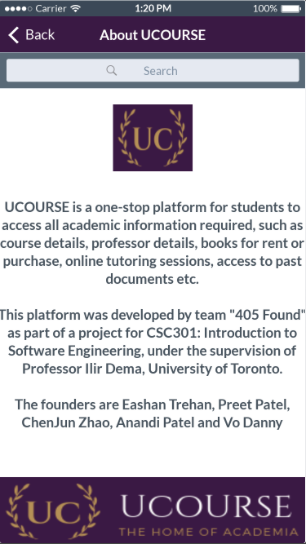 Carrier 1:20 PM 100%
Back About UCOURSE
Search
UC
UCOURSE is a one-stop platform for students to
access all academic information required, such as
course details, professor details, books for rent or
purchase, online tutoring sessions, access to past
documents etc.
This platform was developed by team "405 Found"
as part of a project for CSC301: Introduction to
Software Engineering, under the supervision of
Professor Ilir Dema, University of Toronto.
The founders are Eashan Trehan, Preet Patel,
ChenJun Zhao, Anandi Patel and Vo Danny
UC UCOURSE
THE HOME OF ACADEMIA